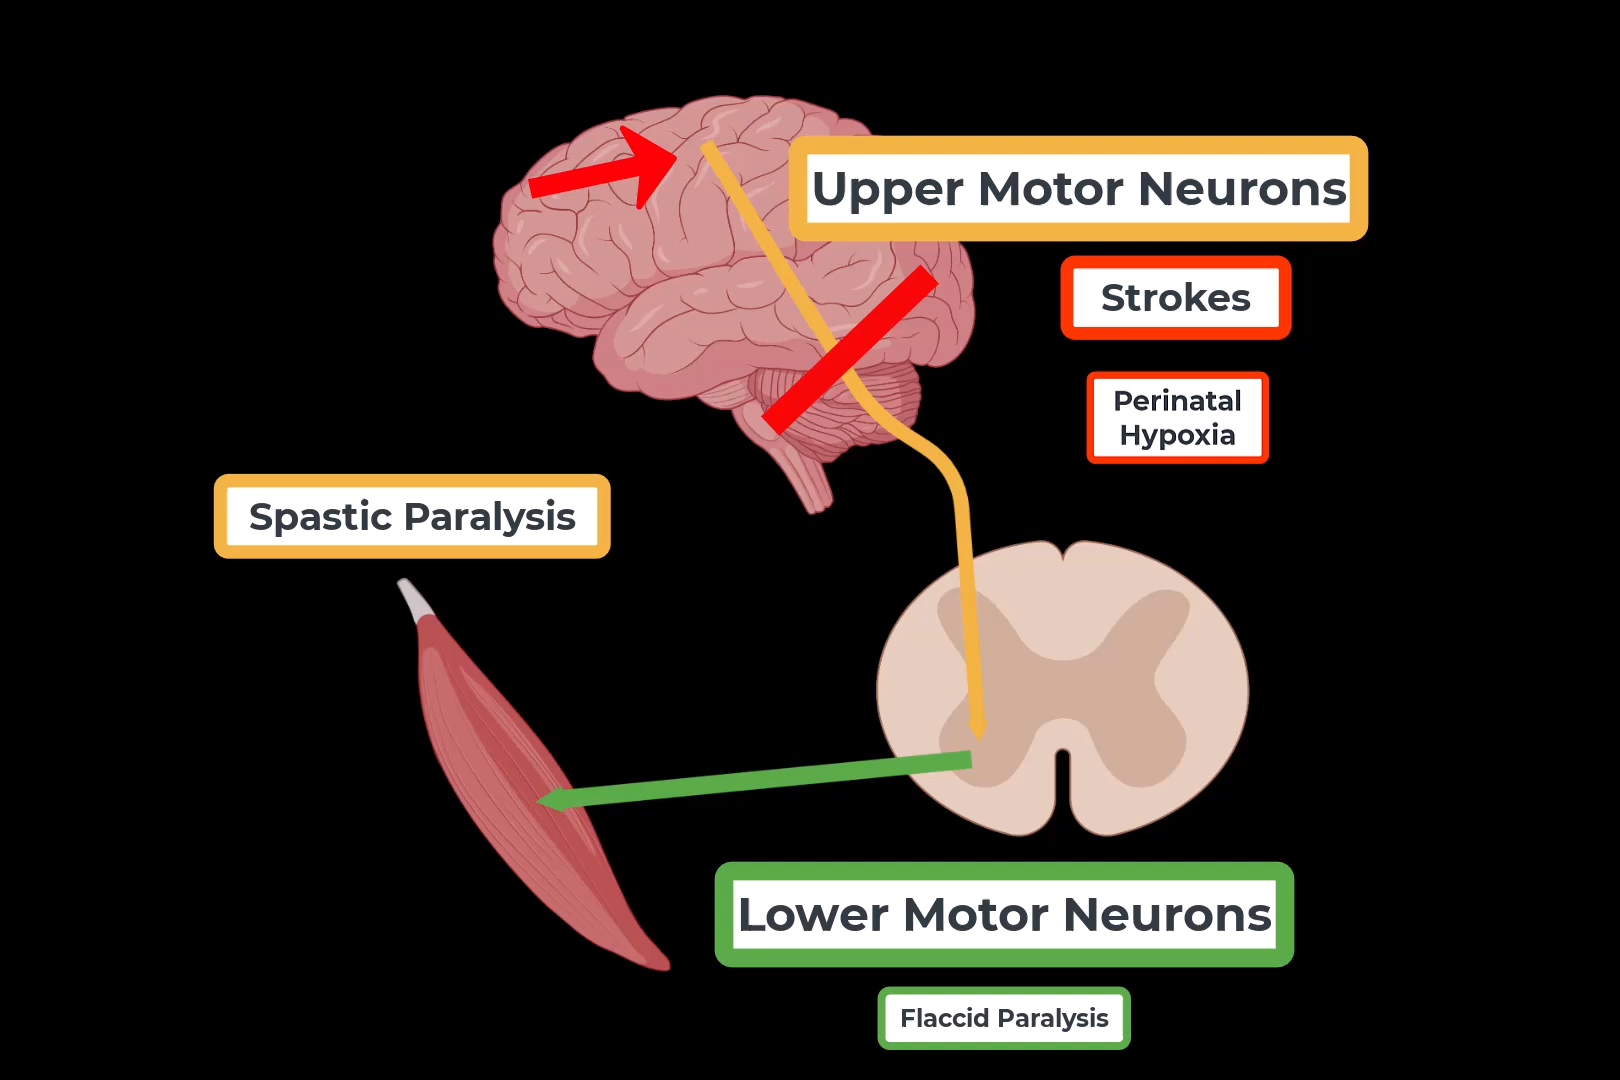 Upper Motor Neurons
Strokes
Perinatal
Hypoxia
Spastic Paralysis
Lower Motor Neurons
Flaccid Paralysis